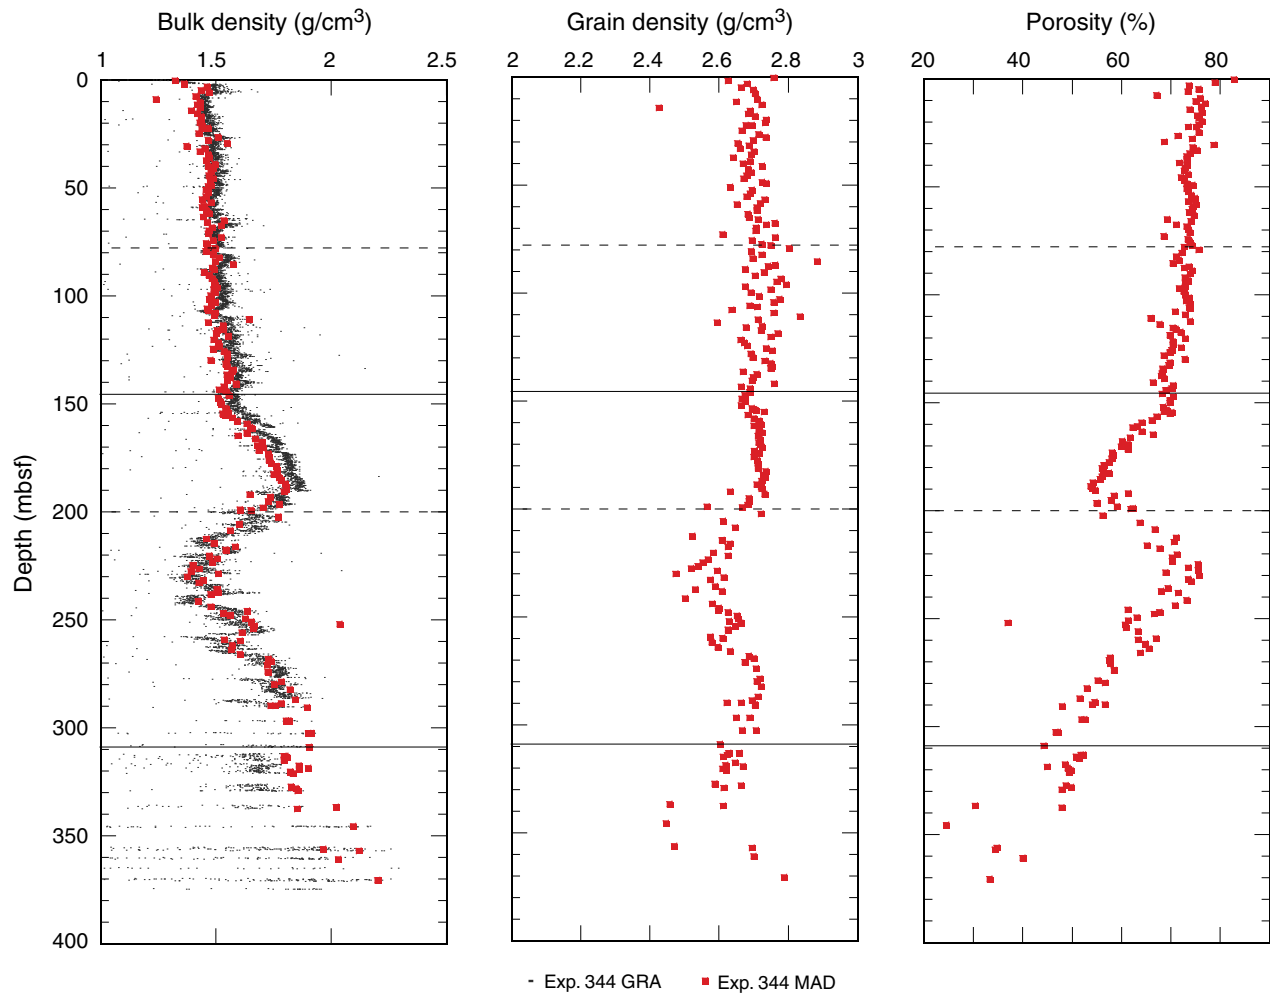 Bulk density (g/cm3) Grain density (g/cm3) Porosity (%)
1 1.5 2 2.5 2 2.2 2.4 2.6 2.8 3 20 40 60 80
0
50
100
150
200
250
300
350
400
Depth (mbsf)
- Exp. 344 GRA Exp. 344 MAD